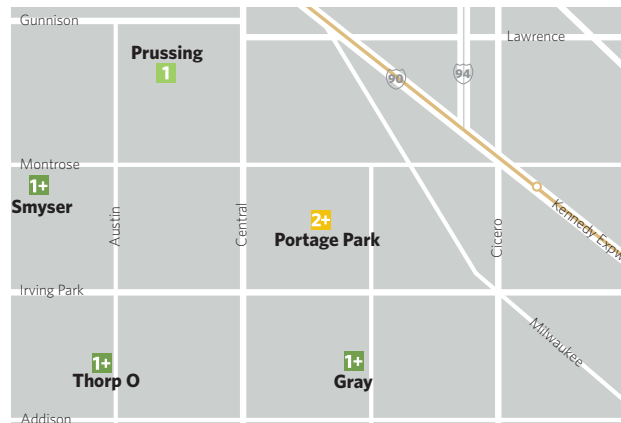 Gunnison
Lawrence
Prussing
1
90
94
Montrose
1+
Smyser
Austin
Central
2+
Portage Park
Cicero
Kennedy Expw
Irving Park
Milwaukee
1+
Thorp O
1+
Gray
Addison